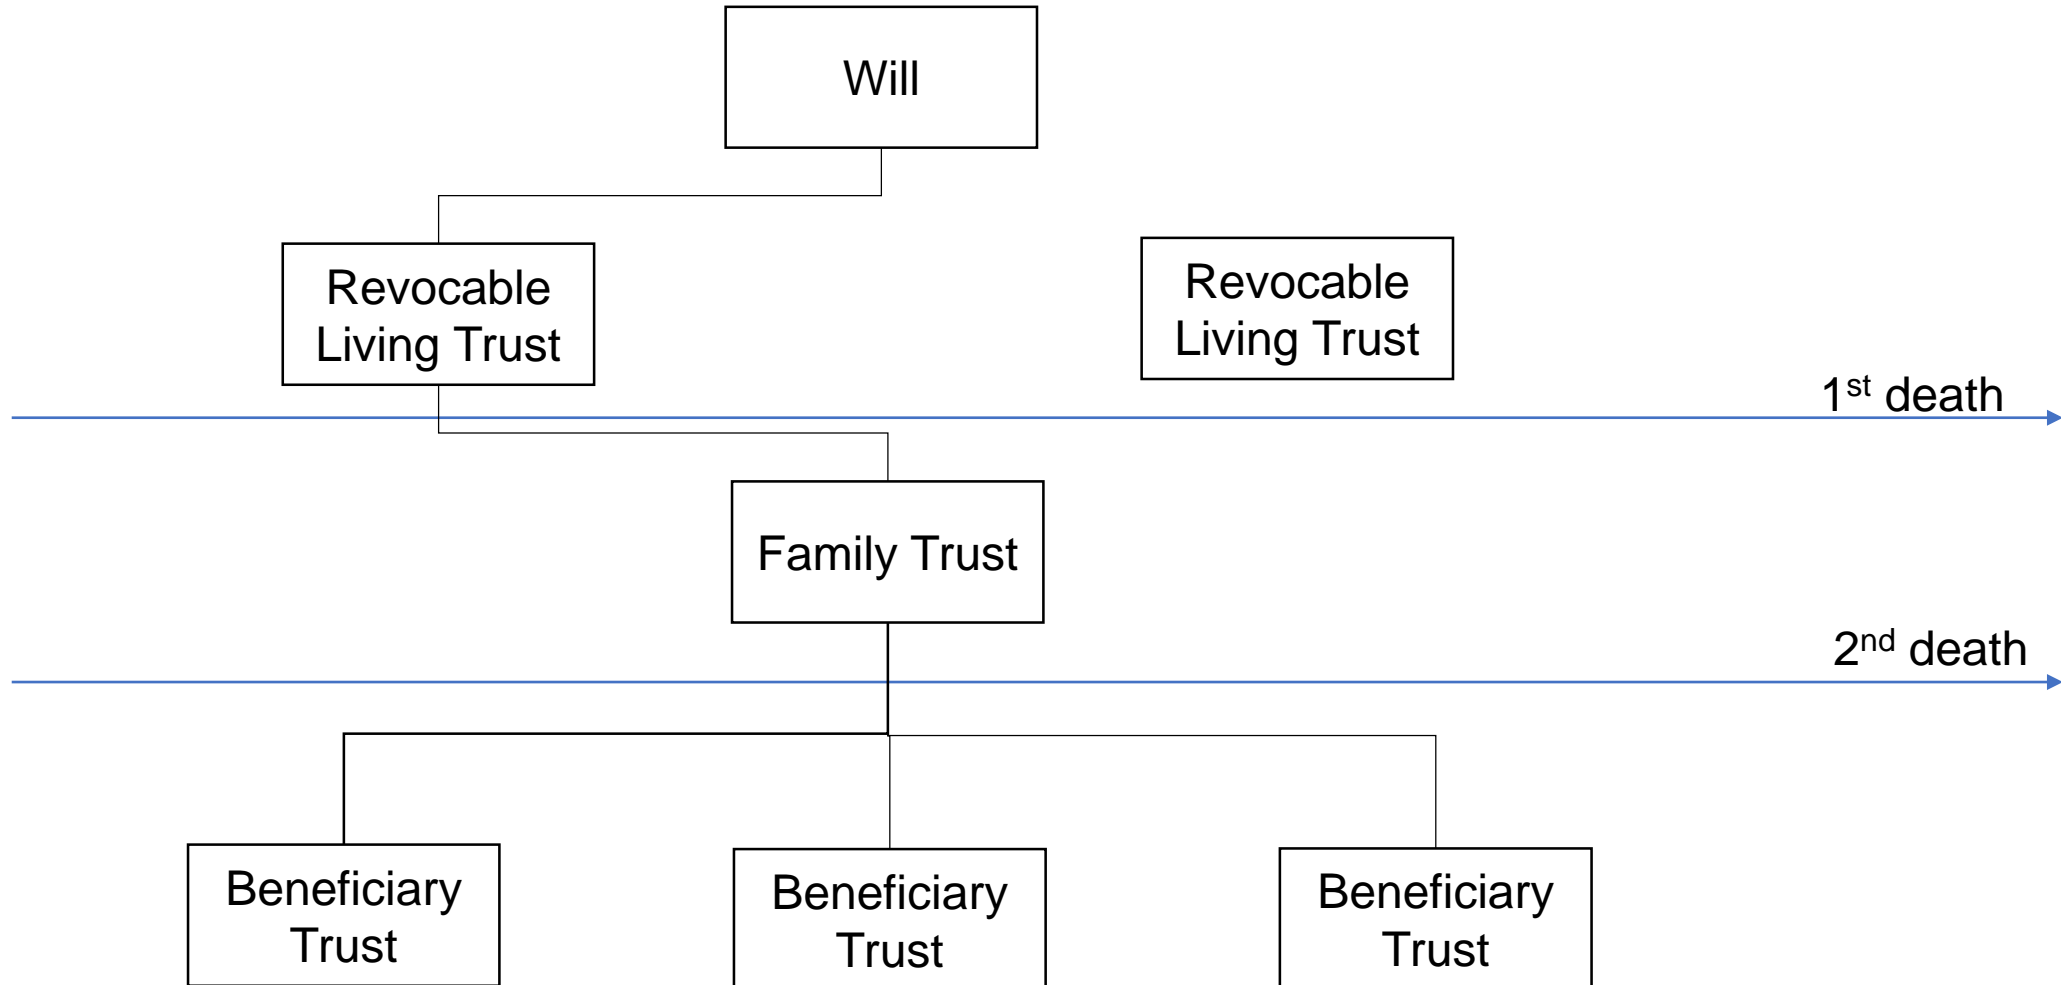 Will
Revocable
Living Trust
Revocable
Living Trust
1st death
Family Trust
2nd death
Beneficiary
Trust
Beneficiary
Trust
Beneficiary
Trust